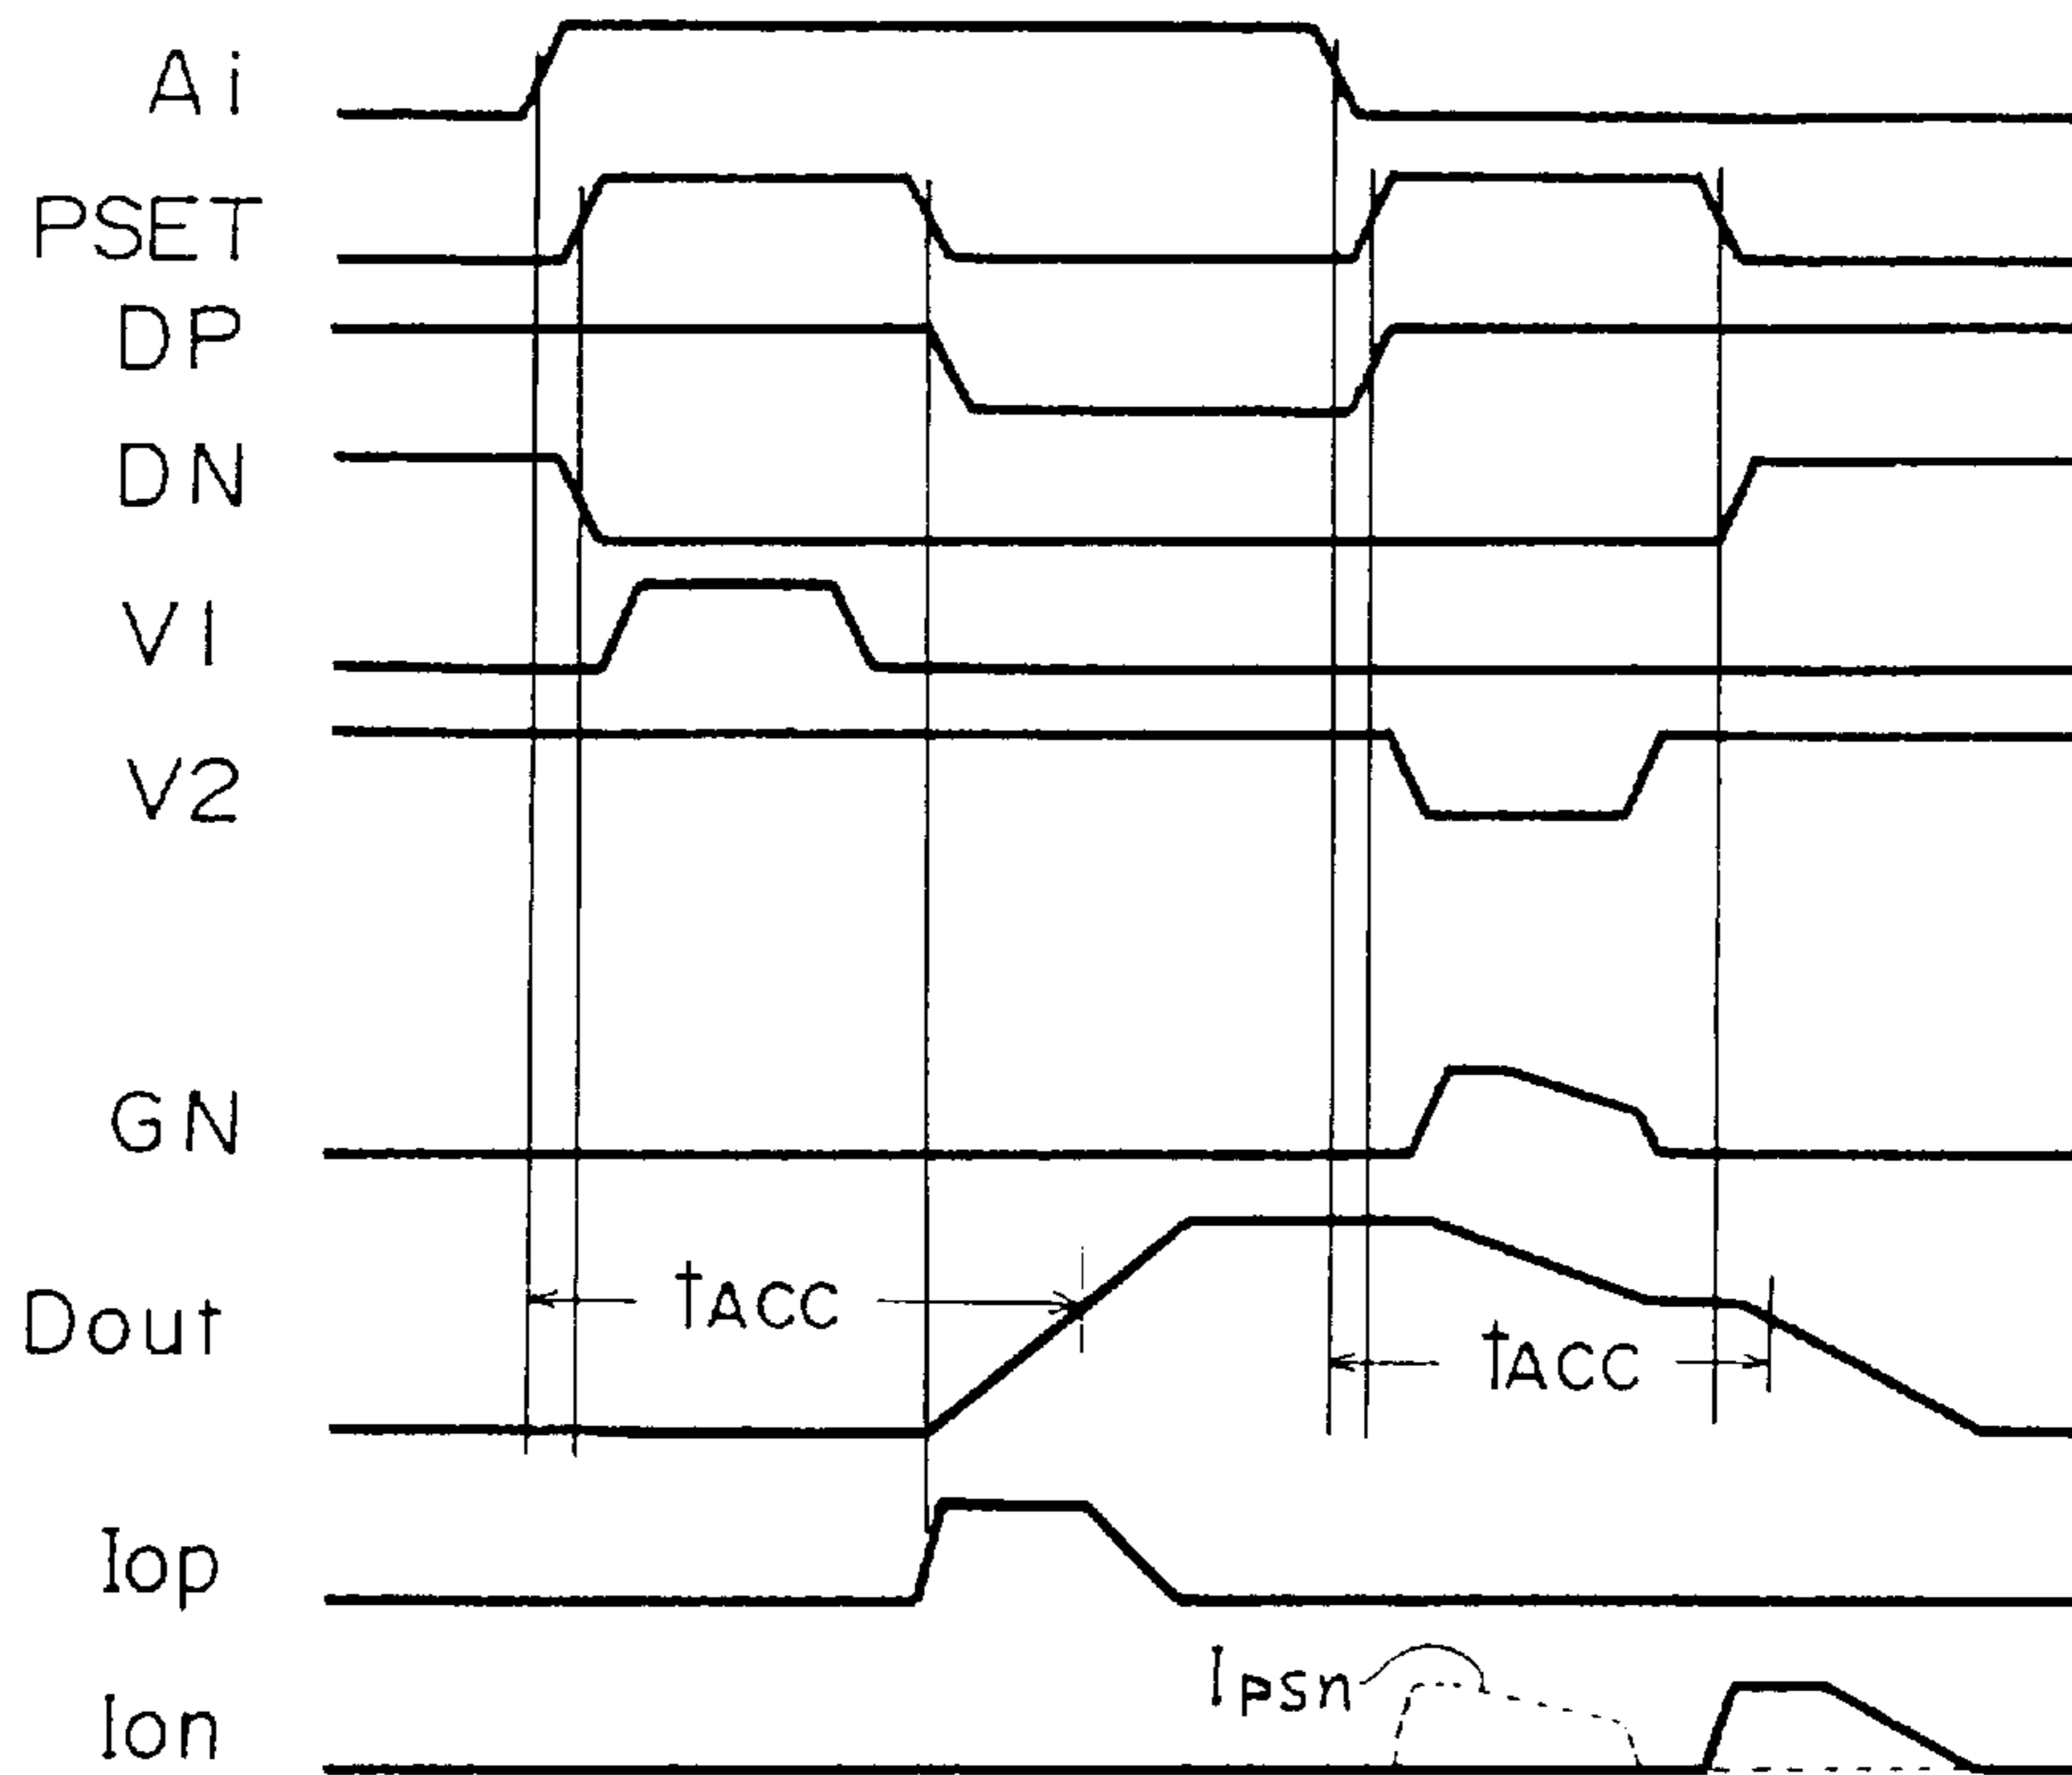 Ai
PSET
DP
DN
V1
V2
GN
Dout
tACC
tACC
Iop
Ipsn
Ion